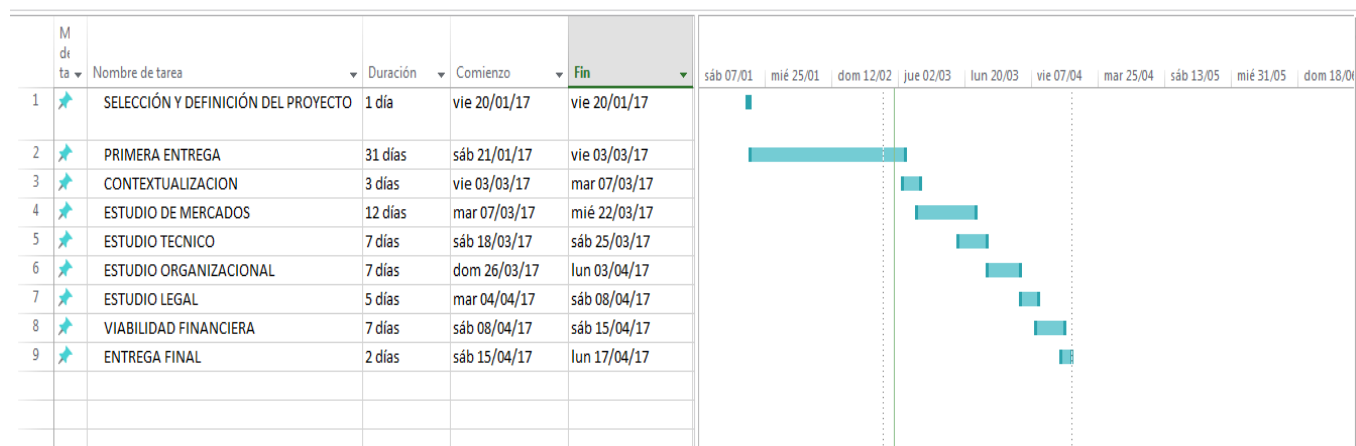 M
de
ta Nombre de tarea Duración Comienzo Fin sáb 07/01 mié 25/01 dom 12/02 jue 02/03 lun 20/03 vie 07/04 mar 25/04 sáb 13/05 mié 31/05 dom 18/06
1 SELECCIÓN Y DEFINICIÓN DEL PROYECTO 1 día vie 20/01/17 vie 20/01/17
2 PRIMERA ENTREGA 31 días sáb 21/01/17 vie 03/03/17
3 CONTEXTUALIZACION 3 días vie 03/03/17 mar 07/03/17
4 ESTUDIO DE MERCADOS 12 días mar 07/03/17 mié 22/03/17
5 ESTUDIO TECNICO 7 días sáb 18/03/17 sáb 25/03/17
6 ESTUDIO ORGANIZACIONAL 7 días dom 26/03/17 lun 03/04/17
7 ESTUDIO LEGAL 5 días mar 04/04/17 sáb 08/04/17
8 VIABILIDAD FINANCIERA 7 días sáb 08/04/17 sáb 15/04/17
9 ENTREGA FINAL 2 días sáb 15/04/17 lun 17/04/17